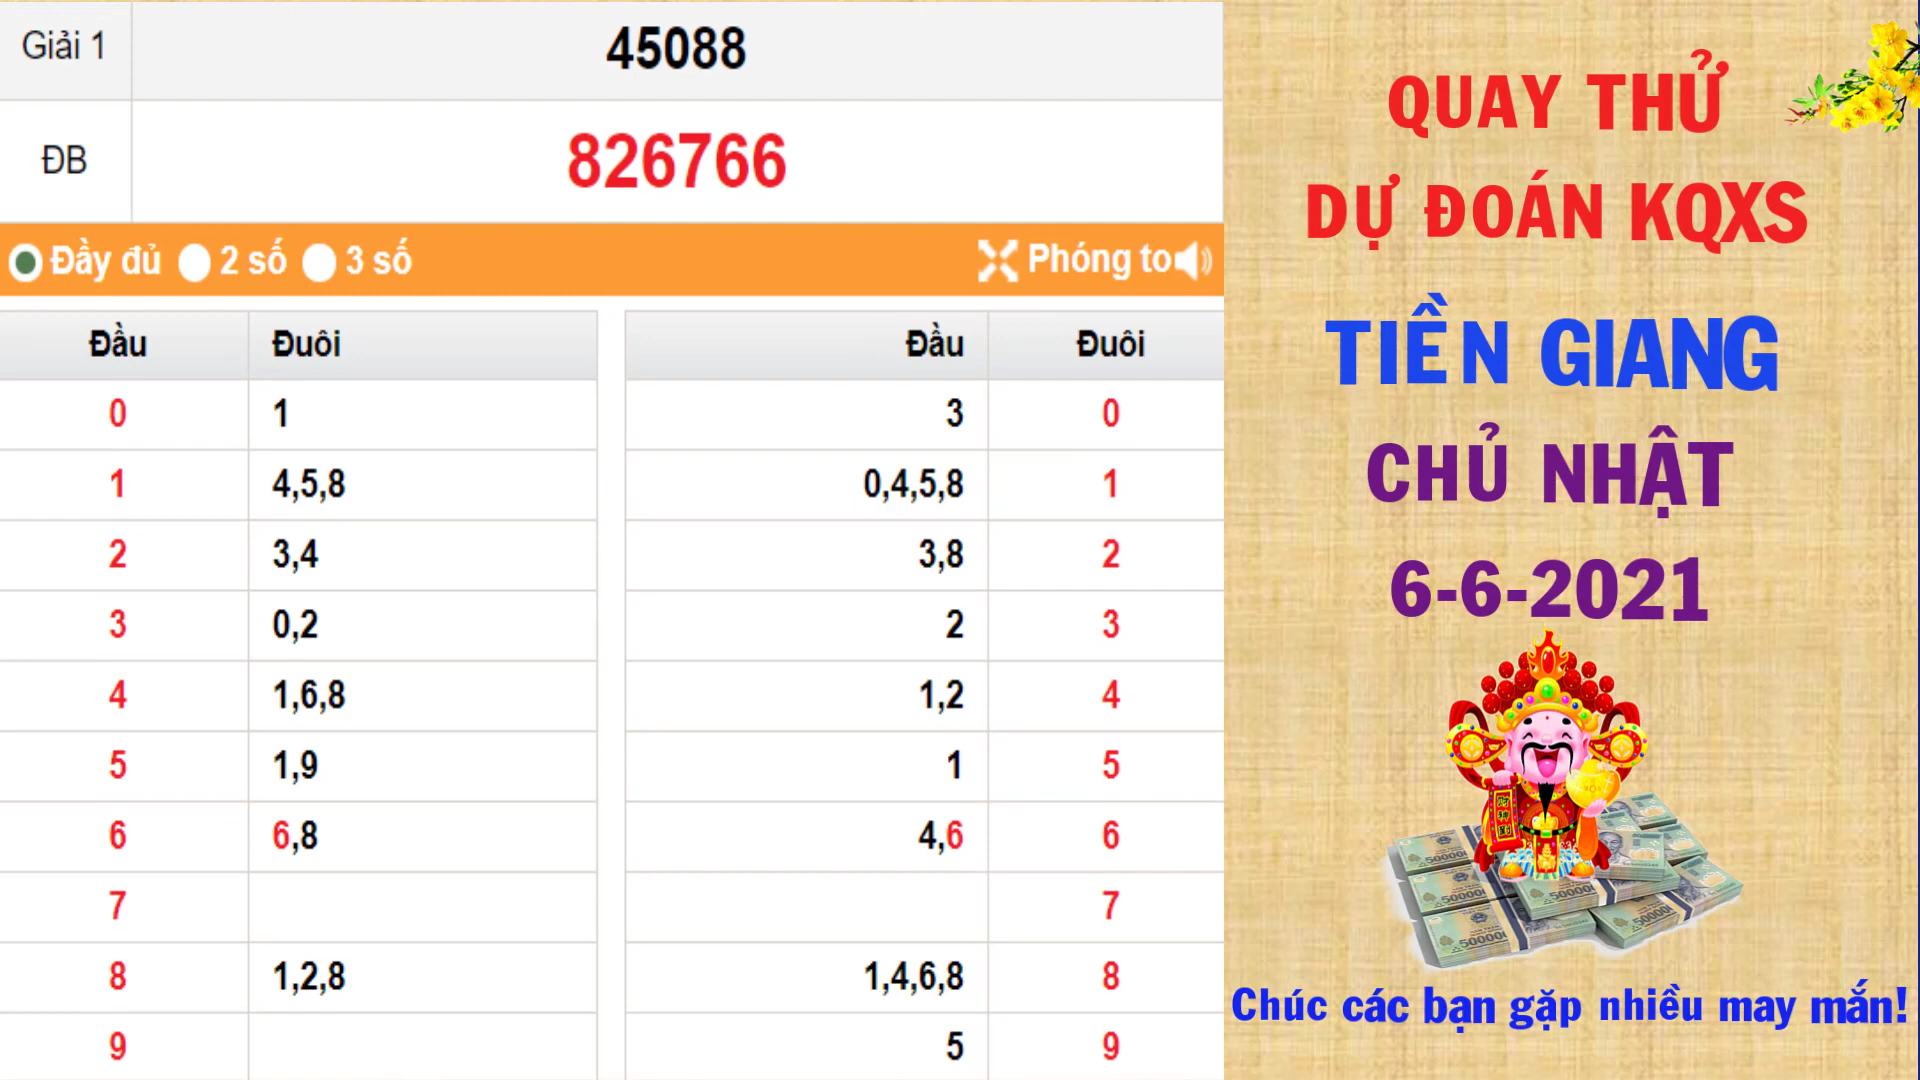 Giải 1 45088
ĐB 826766
Đầy đủ 2 số 3 số Phóng to
Đầu Đuôi Đầu Đuôi
0 1 3 0
1 4,5,8 0,4,5,8 1
2 3,4 3,8 2
3 0,2 2 3
4 1,6,8 1,2 4
5 1,9 1 5
6 6,8 4,6 6
7 7
8 1,2,8 1,4,6,8 8
9 5 9
QUAY THỬ
DỰ ĐOÁN KQXS
TIỀN GIANG
CHỦ NHẬT
6-6-2021
Chúc các bạn gặp nhiều may mắn!